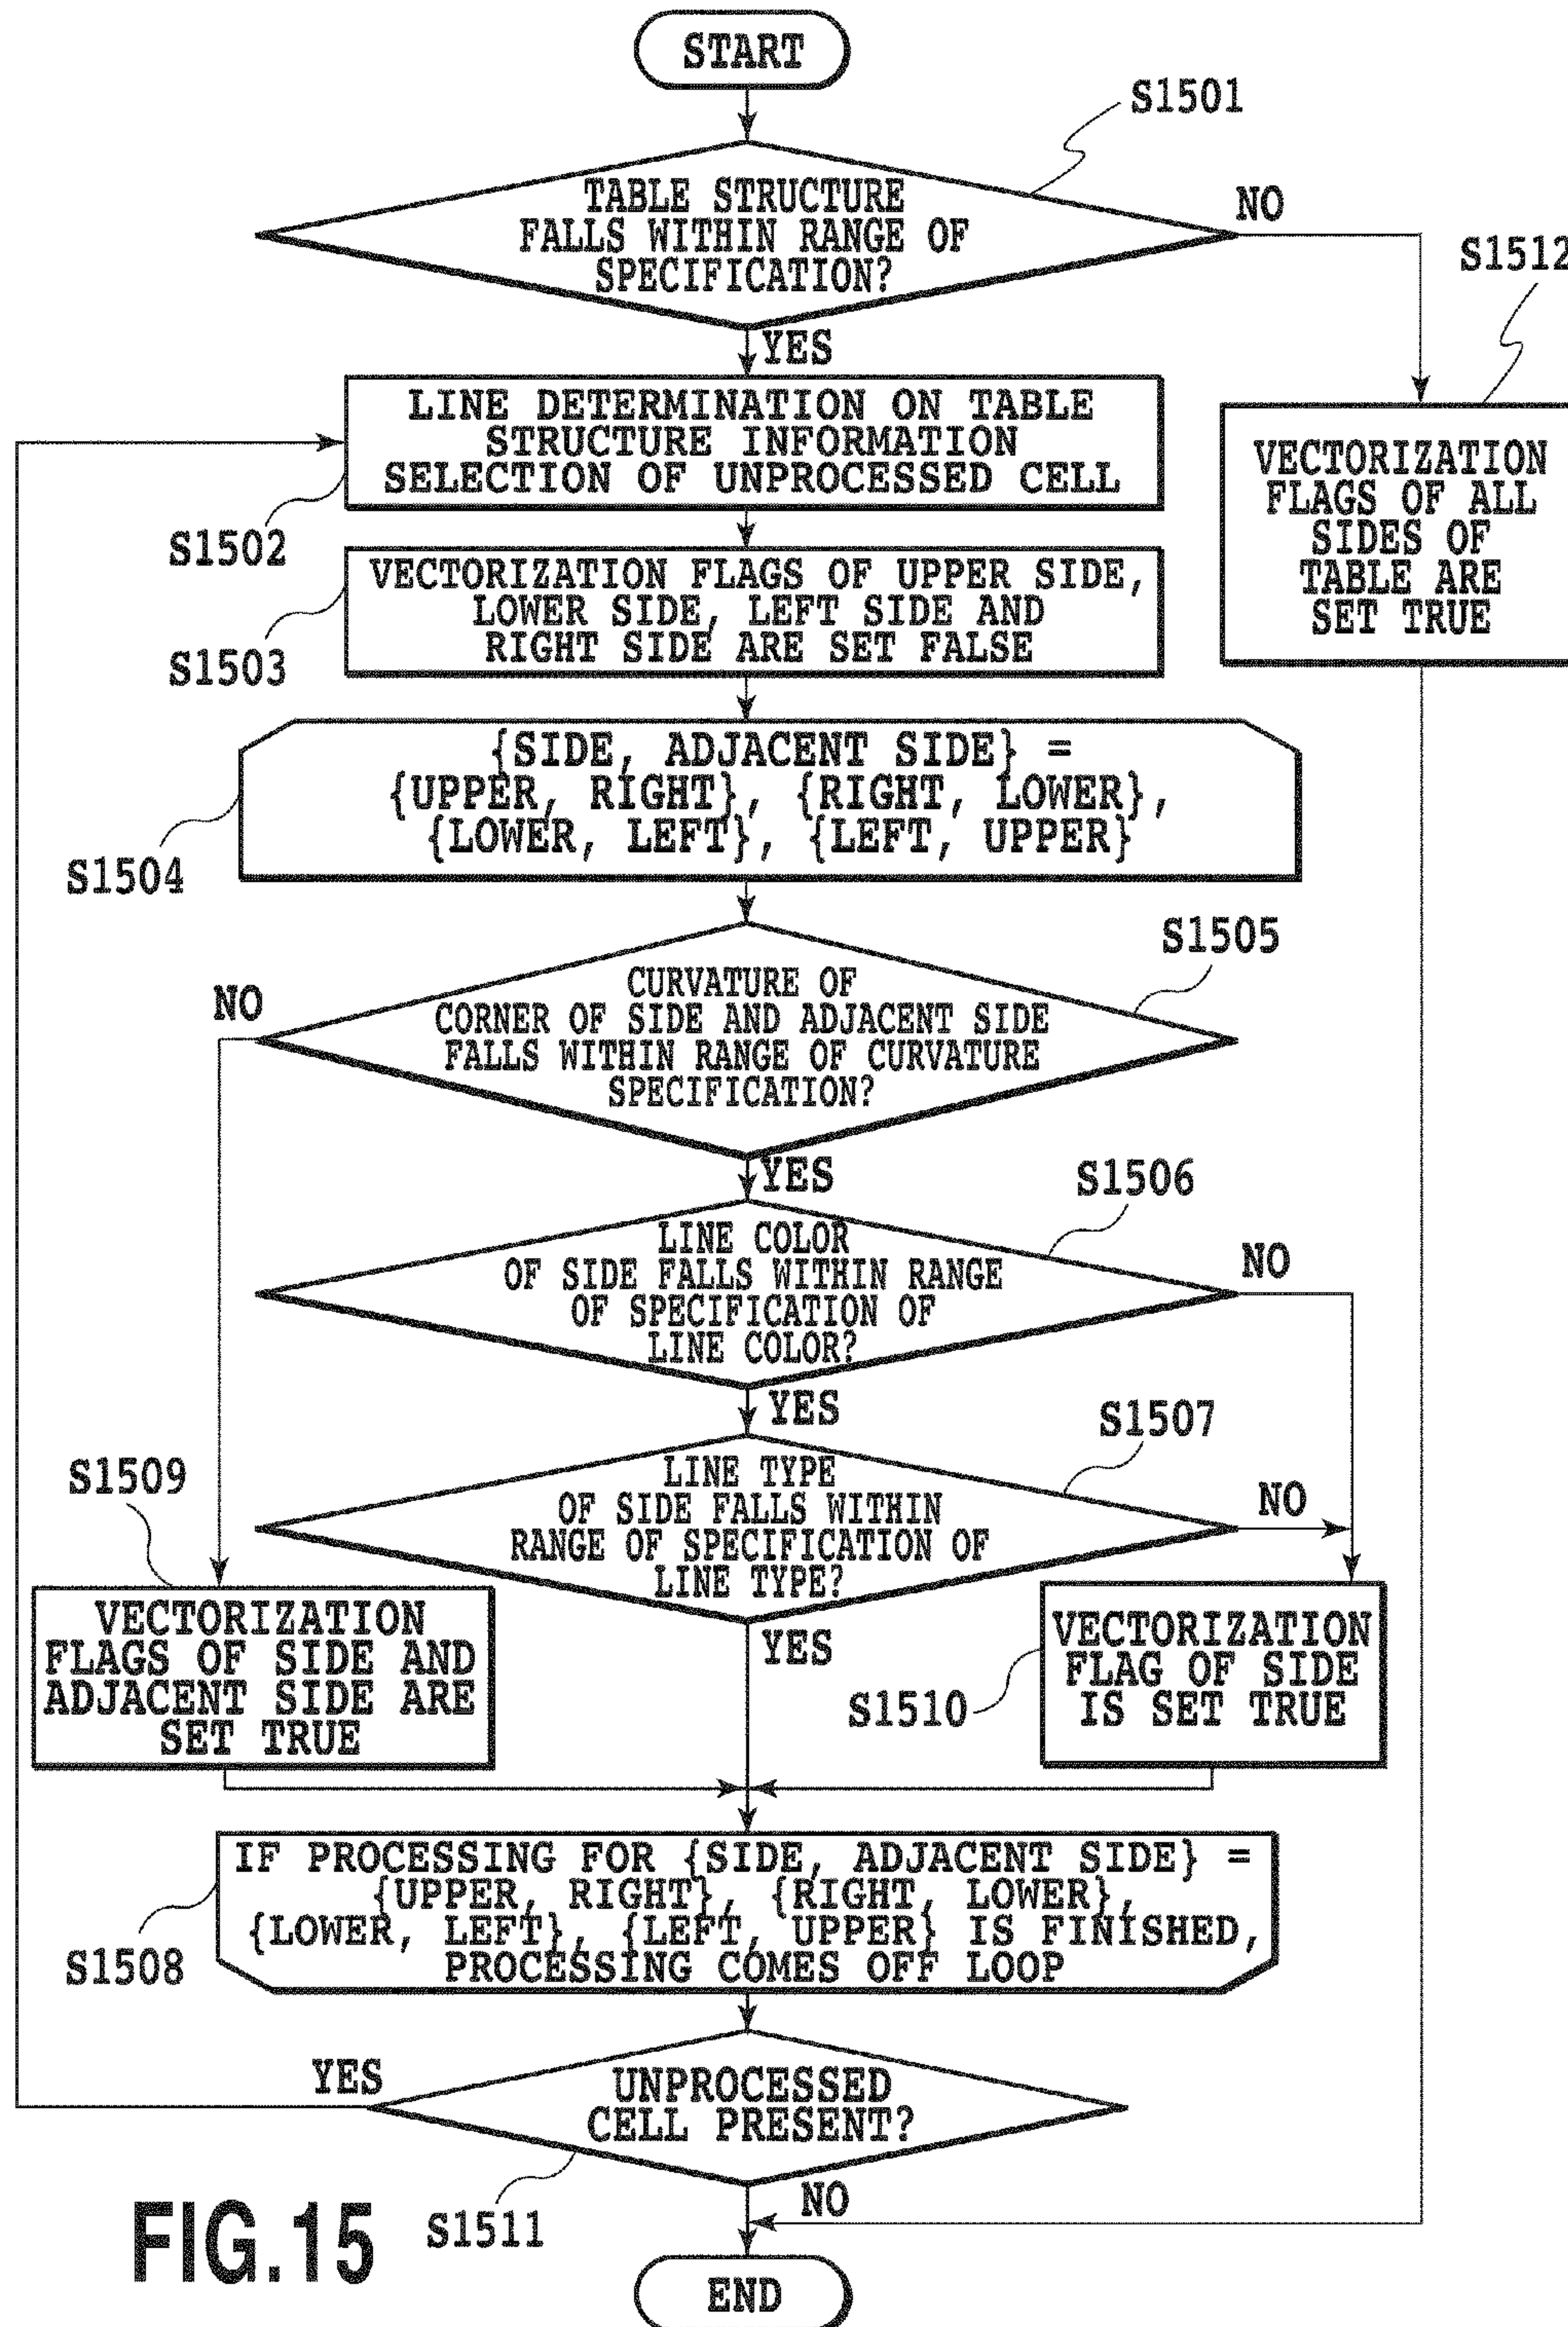 START
S1501
TABLE STRUCTURE
FALLS WITHIN RANGE OF
SPECIFICATION?
NO
S1512
YES
LINE DETERMINATION ON TABLE
STRUCTURE INFORMATION
SELECTION OF UNPROCESSED CELL
S1502
VECTORIZATION
FLAGS OF ALL
SIDES OF
TABLE ARE
SET TRUE
VECTORIZATION FLAGS OF UPPER SIDE,
LOWER SIDE, LEFT SIDE AND
RIGHT SIDE ARE SET FALSE
S1503
{SIDE, ADJACENT SIDE} =
{UPPER, RIGHT}, {RIGHT, LOWER},
{LOWER, LEFT}, {LEFT, UPPER}
S1504
S1505
NO
CURVATURE OF
CORNER OF SIDE AND ADJACENT SIDE
FALLS WITHIN RANGE OF CURVATURE
SPECIFICATION?
YES
S1506
LINE COLOR
OF SIDE FALLS WITHIN RANGE
OF SPECIFICATION OF
LINE COLOR?
NO
YES
S1507
S1509
LINE TYPE
OF SIDE FALLS WITHIN
RANGE OF SPECIFICATION OF
LINE TYPE?
NO
YES
VECTORIZATION
FLAGS OF SIDE AND
ADJACENT SIDE ARE
SET TRUE
VECTORIZATION
FLAG OF SIDE
IS SET TRUE
S1510
IF PROCESSING FOR {SIDE, ADJACENT SIDE} =
{UPPER, RIGHT}, {RIGHT, LOWER},
{LOWER, LEFT}, {LEFT, UPPER} IS FINISHED,
PROCESSING COMES OFF LOOP
S1508
YES
UNPROCESSED
CELL PRESENT?
S1511
NO
FIG.15
END